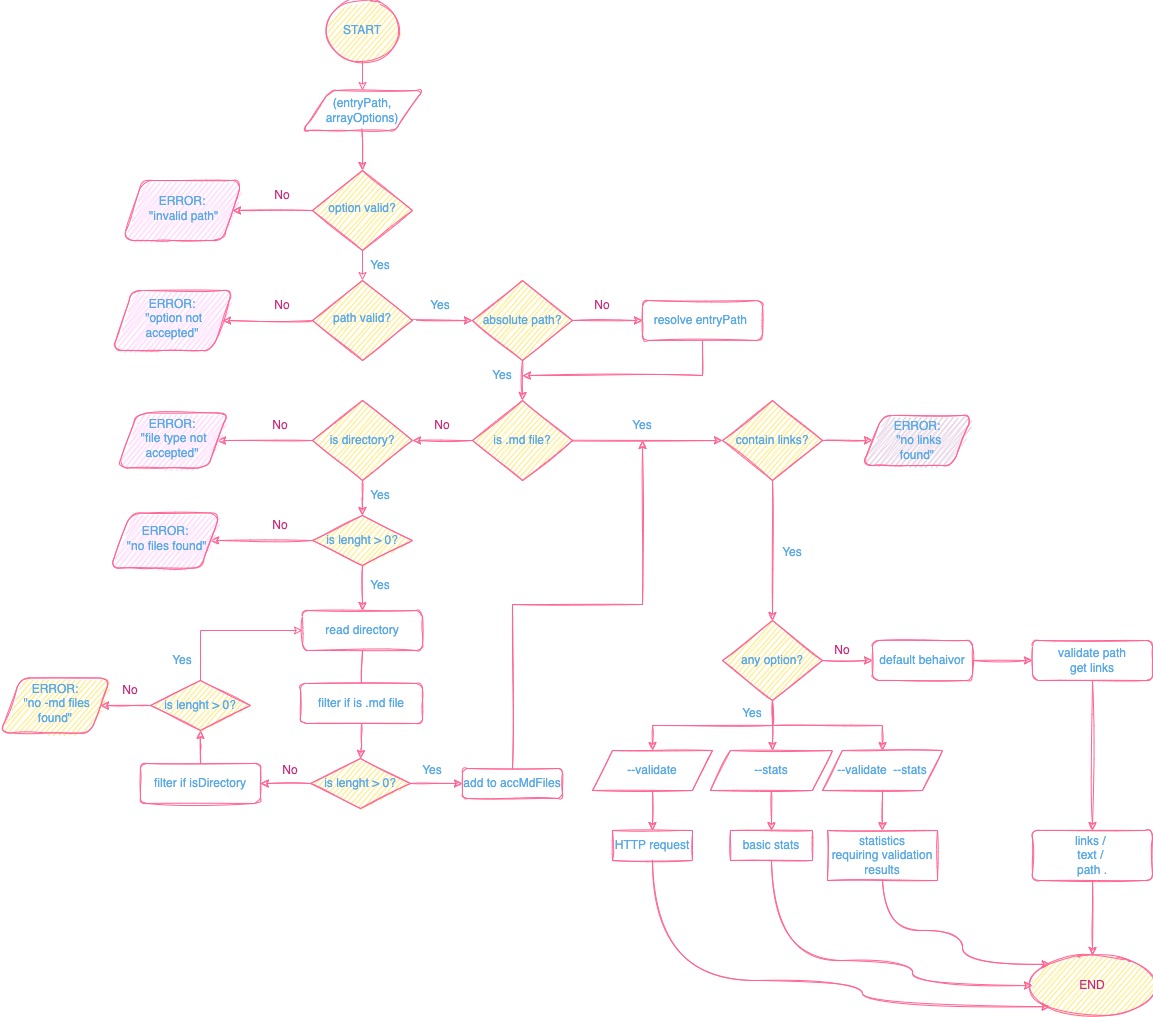 START
(entryPath,
arrayOptions)
No
ERROR:
"invalid path"
option valid?
Yes
No
Yes
No
ERROR:
"option not
accepted"
path valid?
absolute path?
resolve entryPath
Yes
No
No
Yes
ERROR:
"file type not
accepted"
is directory?
is .md file?
contain links?
ERROR:
"no links
found"
Yes
No
ERROR:
"no files found"
is lenght > 0?
Yes
Yes
read directory
Yes
any option?
No
default behaivor
validate path
get links
ERROR:
"no -md files
found"
No
is lenght > 0?
filter if is .md file
Yes
filter if isDirectory
No
is lenght > 0?
Yes
add to accMdFiles
--validate
--stats
--validate --stats
HTTP request
basic stats
statistics
requiring validation
results
links /
text /
path .
END